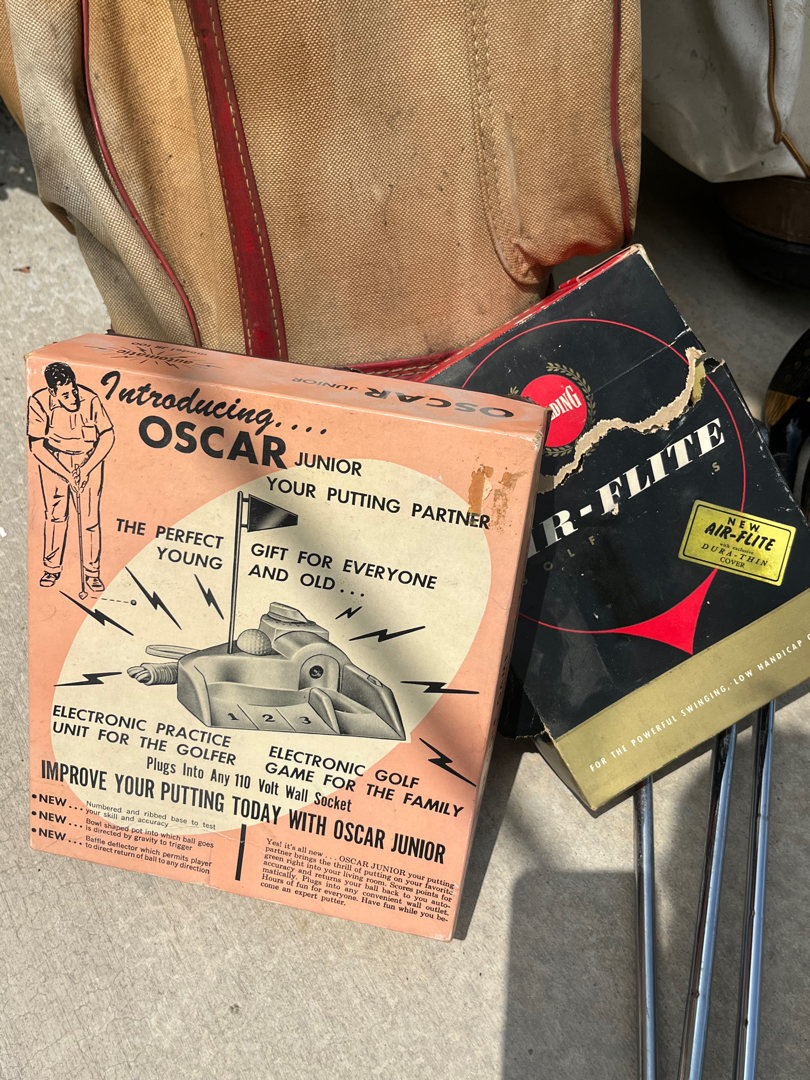 automatic
OSCAR JUNIOR OSCAR
Introducing....
OSCAR JUNIOR
YOUR PUTTING PARTNER
THE PERFECT GIFT FOR EVERYONE
YOUNG AND OLD...
1 2 3
ELECTRONIC PRACTICE
UNIT FOR THE GOLFER
ELECTRONIC GOLF
GAME FOR THE FAMILY
Plugs Into Any 110 Volt Wall Socket
IMPROVE YOUR PUTTING TODAY WITH OSCAR JUNIOR
•NEW... Numbered and ribbed base to test
your skill and accuracy
•NEW... Bowl shaped pot into which ball goes
is directed by gravity to trigger
•NEW... Baffle deflector which permits player
to direct return of ball to any direction
Yes! it's all new...OSCAR JUNIOR your putting
partner brings the thrill of putting on your favorite
green right into your living room. Scores points for
accuracy and returns your ball back to you auto-
matically. Plugs into any convenient wall outlet.
Hours of fun for everyone. Have fun while you be-
come an expert putter.
LDING
IR-FLITE
OLF S
NEW
AIR-FLITE
with exclusive
DURA-THIN
COVER
FOR THE POWERFUL SWINGING, LOW HANDICAP